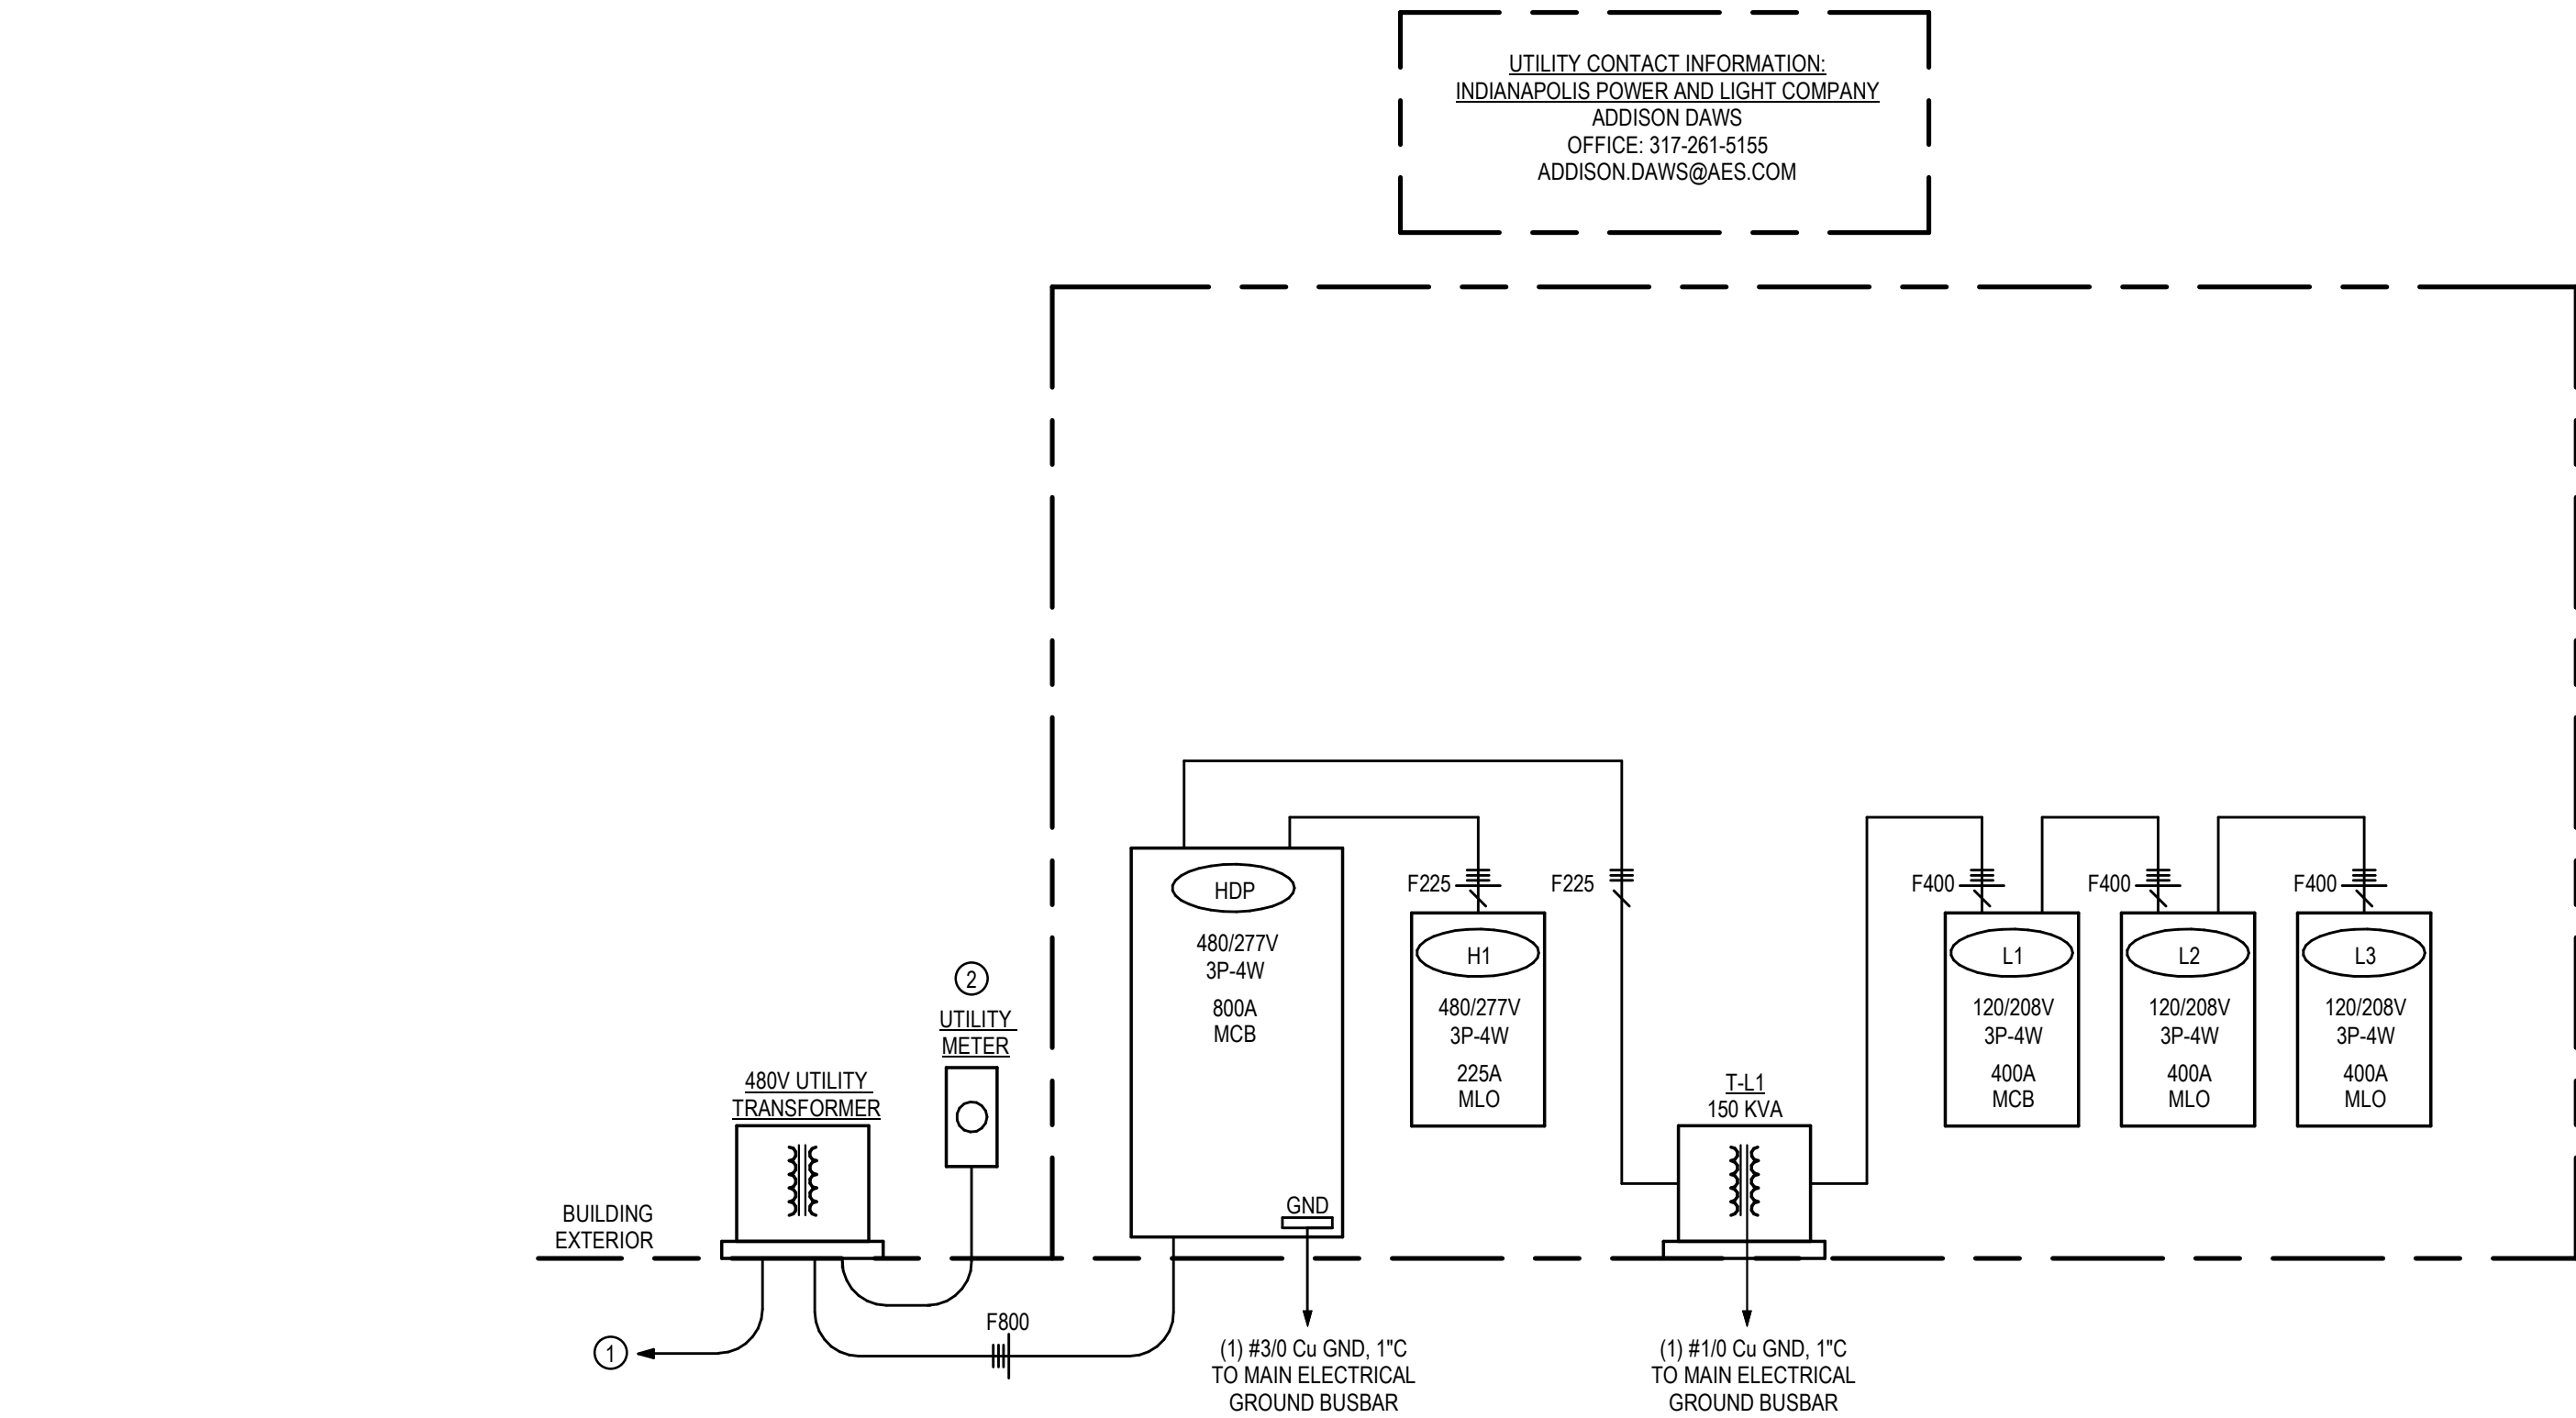 UTILITY CONTACT INFORMATION:
INDIANAPOLIS POWER AND LIGHT COMPANY
ADDISON DAWS
OFFICE: 317-261-5155
ADDISON.DAWS@AES.COM
HDP
480/277V
3P-4W
800A
MCB
GND
F225
H1
480/277V
3P-4W
225A
MLO
F225
T-L1
150 KVA
F400
L1
120/208V
3P-4W
400A
MCB
F400
L2
120/208V
3P-4W
400A
MLO
F400
L3
120/208V
3P-4W
400A
MLO
2
UTILITY
METER
480V UTILITY
TRANSFORMER
BUILDING
EXTERIOR
1
F800
(1) #3/0 Cu GND, 1"C
TO MAIN ELECTRICAL
GROUND BUSBAR
(1) #1/0 Cu GND, 1"C
TO MAIN ELECTRICAL
GROUND BUSBAR